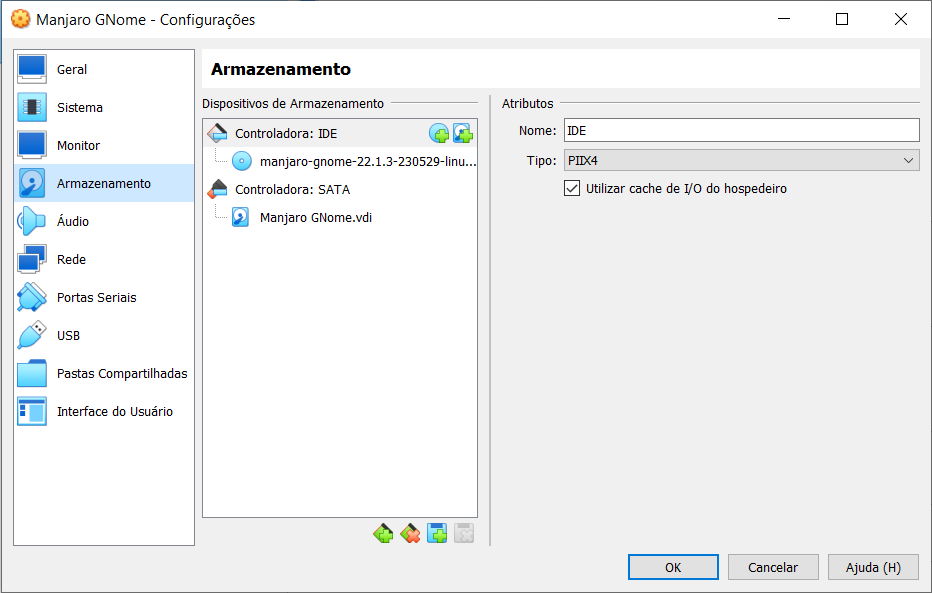 Manjaro GNome - Configurações
Geral
Sistema
Monitor
Armazenamento
Áudio
Rede
Portas Seriais
USB
Pastas Compartilhadas
Interface do Usuário
Armazenamento
Dispositivos de Armazenamento
Controladora: IDE
manjaro-gnome-22.1.3-230529-linu...
Controladora: SATA
Manjaro GNome.vdi
Atributos
Nome: IDE
Tipo: PIIX4
Utilizar cache de I/O do hospedeiro
OK
Cancelar
Ajuda (H)